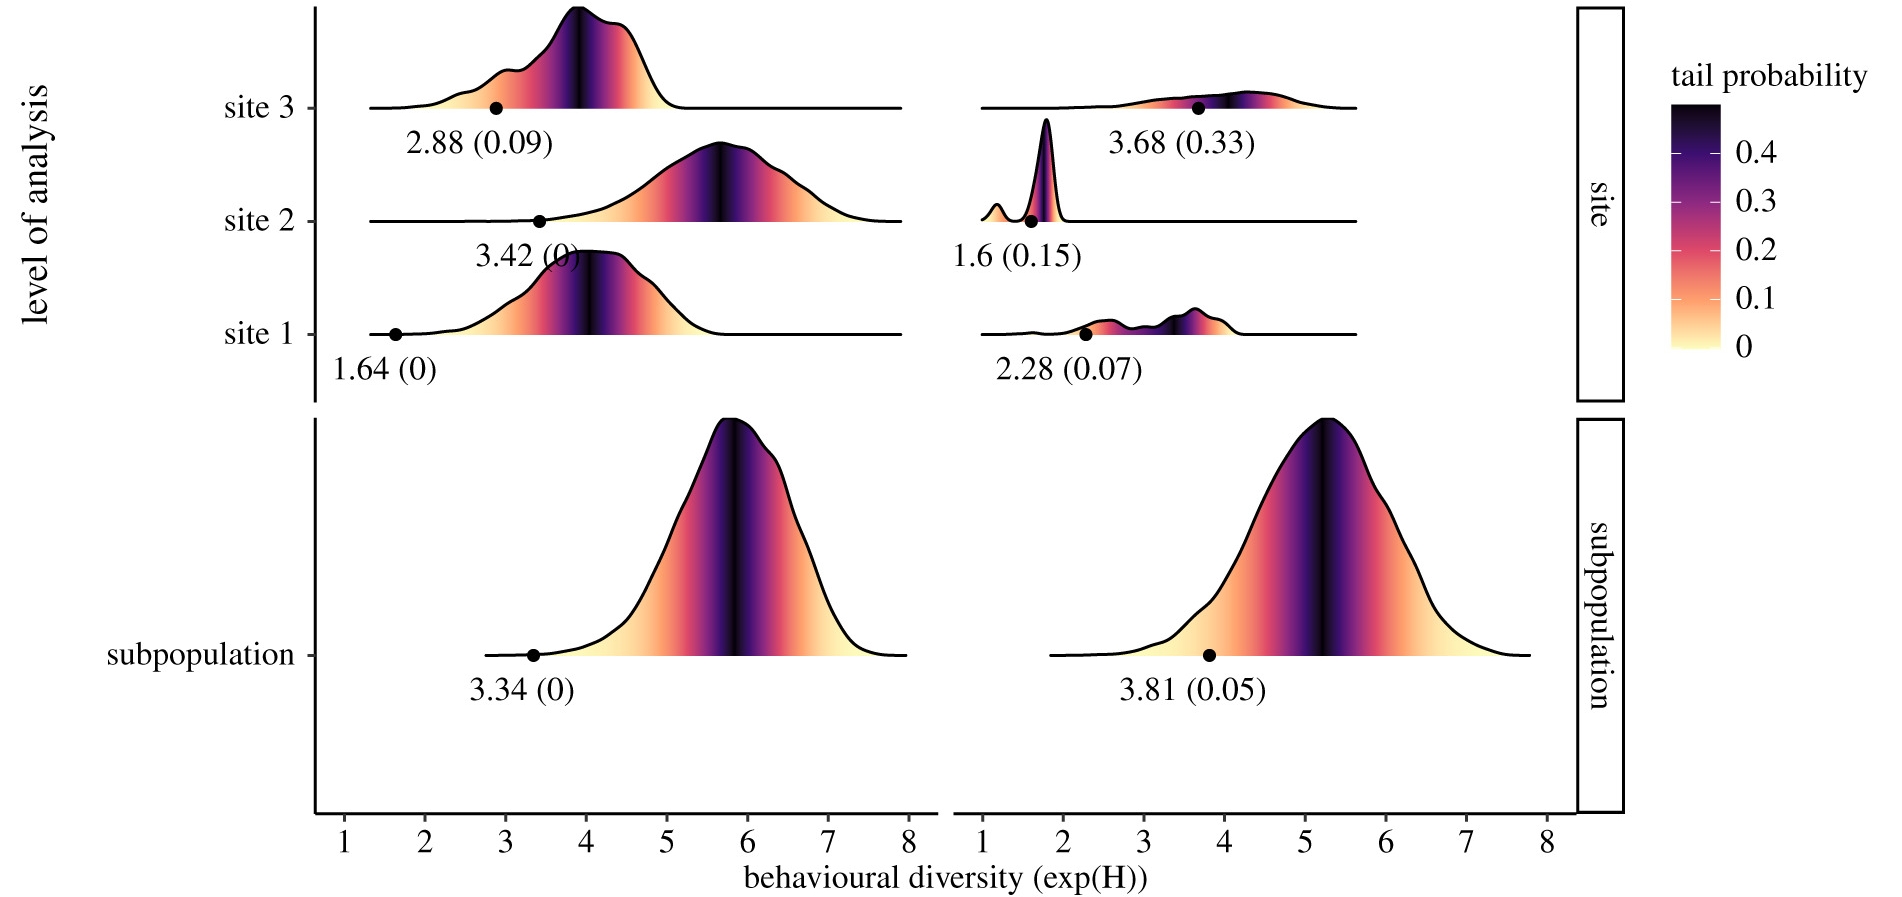 level of analysis
site 3
site 2
site 1
subpopulation
2.88 (0.09)
3.42 (0)
1.64 (0)
3.68 (0.33)
1.6 (0.15)
2.28 (0.07)
3.34 (0)
3.81 (0.05)
site
subpopulation
1 2 3 4 5 6 7 8
1 2 3 4 5 6 7 8
behavioural diversity (exp(H))
tail probability
0.4
0.3
0.2
0.1
0